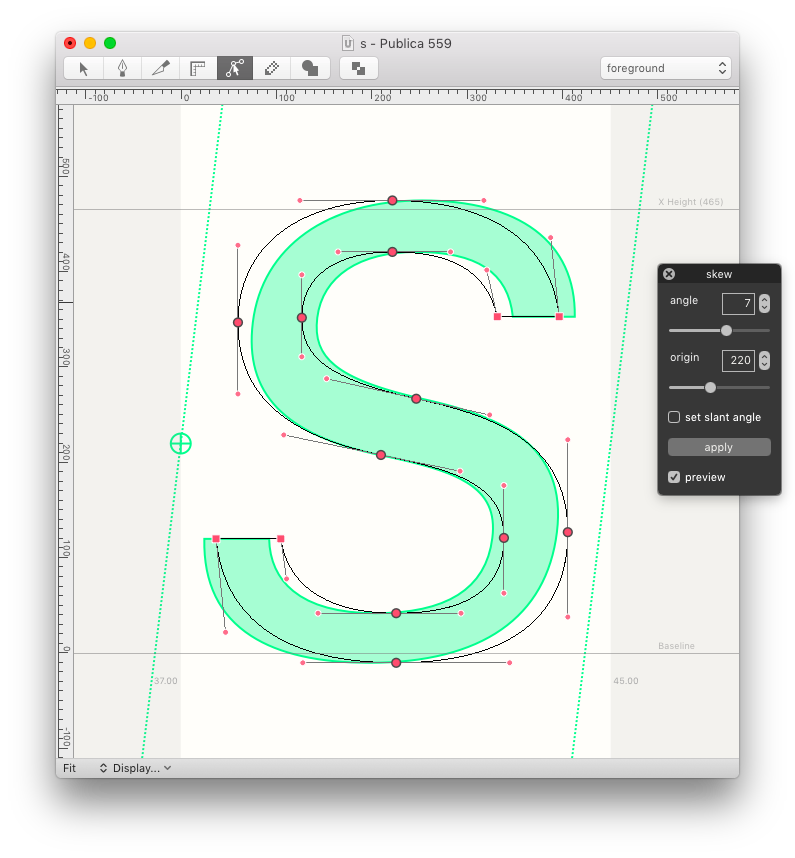 U s - Publica 559
foreground
-100 0 100 200 300 400 500
500
400
300
200
100
0
-100
X Height (465)
Baseline
37.00
45.00
skew
angle 7
origin 220
set slant angle
apply
preview
Fit Display...